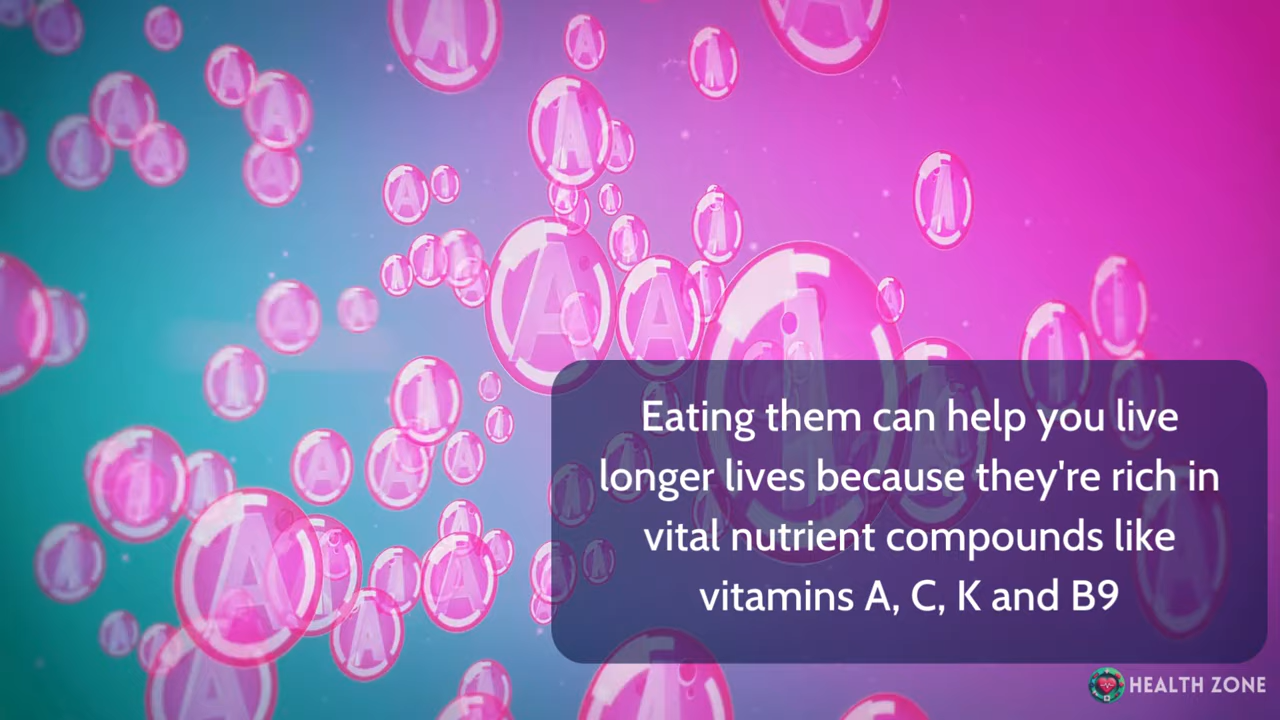 Eating them can help you live
longer lives because they're rich in
vital nutrient compounds like
vitamins A, C, K and B9
HEALTH ZONE